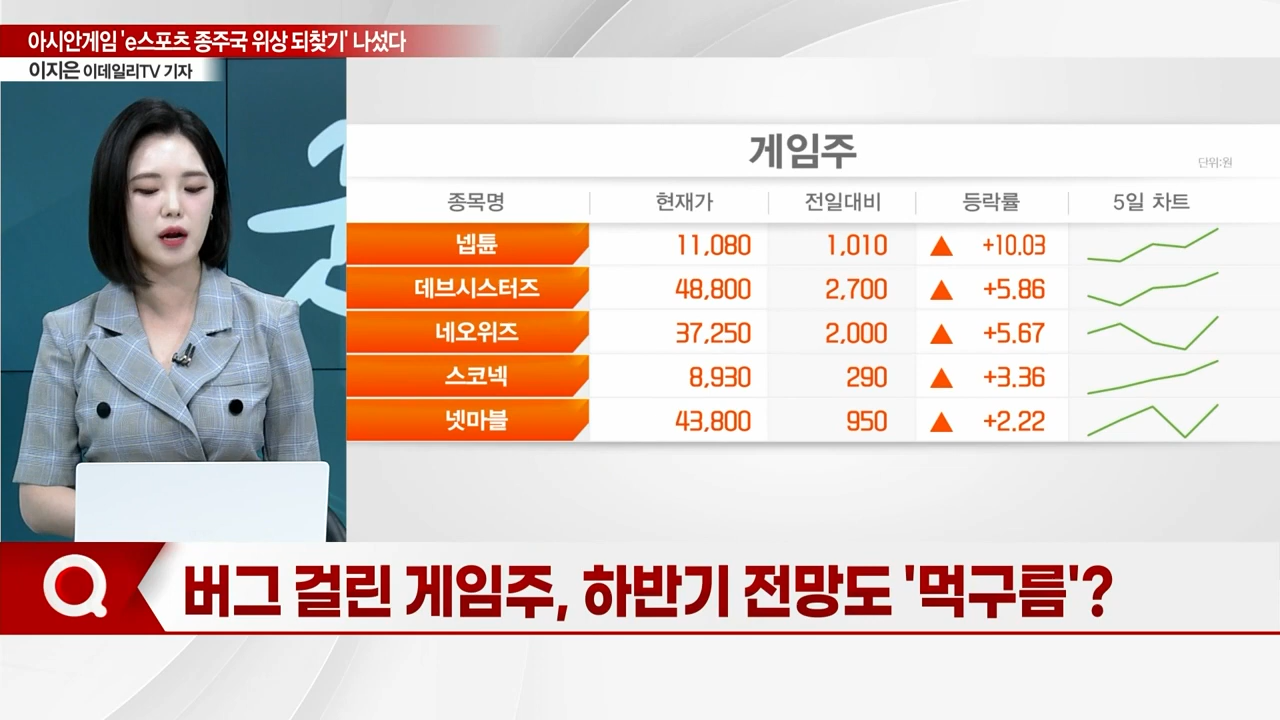 아시안게임 'e스포츠 종주국 위상 되찾기' 나섰다
이지은 이데일리TV 기자
게임주
단위:원
종목명 현재가 전일대비 등락률 5일 차트
넵튠 11,080 1,010 ▲ +10.03
데브시스터즈 48,800 2,700 ▲ +5.86
네오위즈 37,250 2,000 ▲ +5.67
스코넥 8,930 290 ▲ +3.36
넷마블 43,800 950 ▲ +2.22
Q 버그 걸린 게임주, 하반기 전망도 '먹구름'?